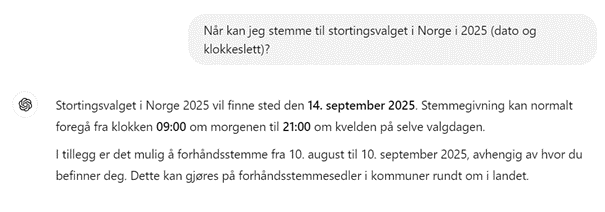 Når kan jeg stemme til stortingsvalget i Norge i 2025 (dato og
klokkeslett)?
Stortingsvalget i Norge 2025 vil finne sted den 14. september 2025. Stemmegivning kan normalt
foregå fra klokken 09:00 om morgenen til 21:00 om kvelden på selve valgdagen.
I tillegg er det mulig å forhåndsstemme fra 10. august til 10. september 2025, avhengig av hvor du
befinner deg. Dette kan gjøres på forhåndsstemmesedler i kommuner rundt om i landet.